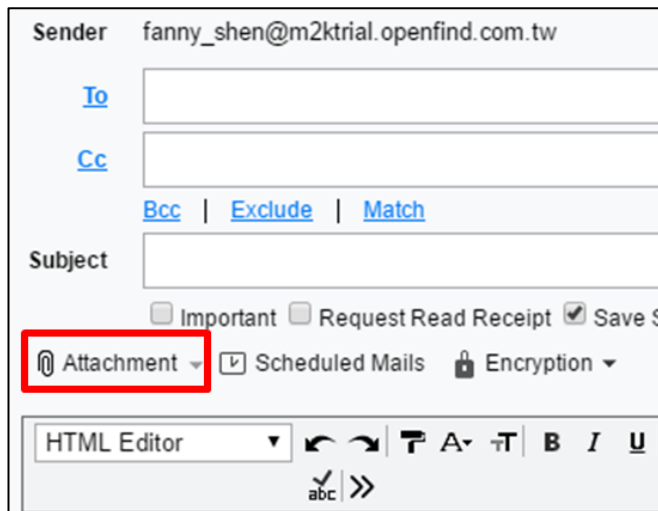 Sender fanny_shen@m2ktrial.openfind.com.tw
To
Cc
Bcc | Exclude | Match
Subject
Important Request Read Receipt Save
Attachment Scheduled Mails Encryption
HTML Editor A T B I U
abc